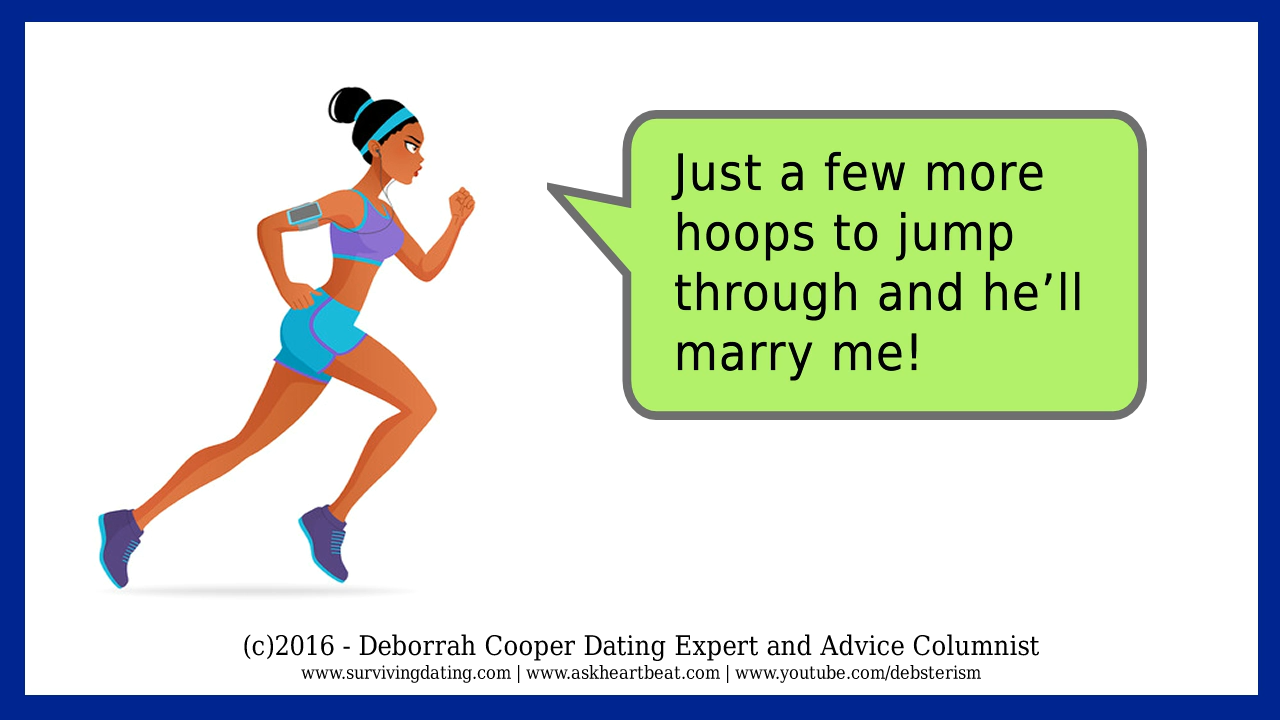 Just a few more
hoops to jump
through and he’ll
marry me!
(c)2016 - Deborrah Cooper Dating Expert and Advice Columnist
www.survivingdating.com | www.askheartbeat.com | www.youtube.com/debsterism